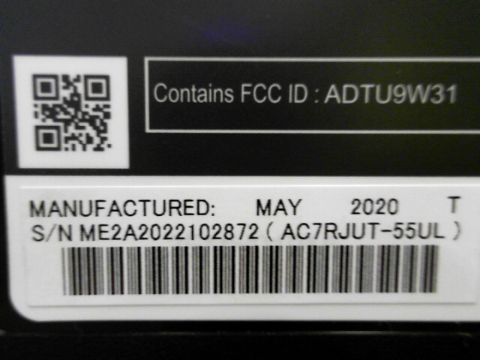 Contains FCC ID : ADTU9W31
MANUFACTURED: MAY 2020 T
S/N ME2A2022102872 ( AC7RJUT-55UL )